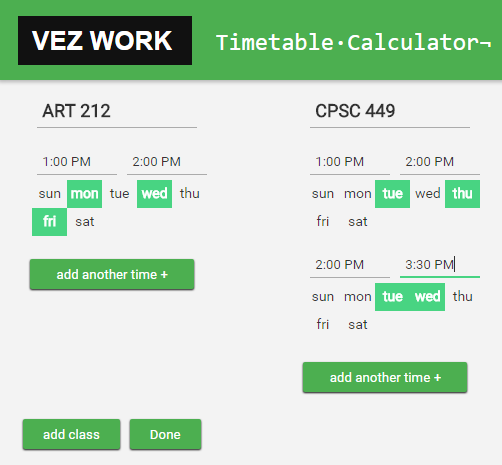 VEZ WORK
Timetable·Calculator¬
ART 212
1:00 PM 2:00 PM
sun mon tue wed thu
fri sat
add another time +
CPSC 449
1:00 PM 2:00 PM
sun mon tue wed thu
fri sat
2:00 PM 3:30 PM
sun mon tue wed thu
fri sat
add another time +
add class Done